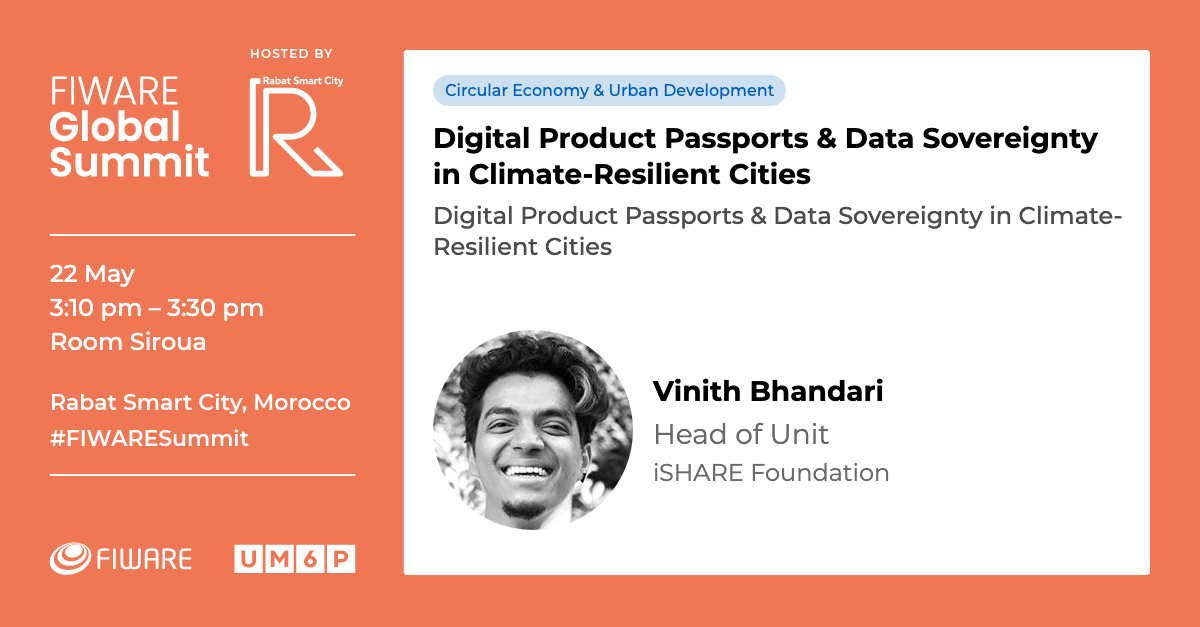 HOSTED BY
FIWARE
Global
Summit
Rabat Smart City
R
22 May
3:10 pm – 3:30 pm
Room Siroua
Rabat Smart City, Morocco
#FIWARESummit
FIWARE
UM6P
Circular Economy & Urban Development
Digital Product Passports & Data Sovereignty
in Climate-Resilient Cities
Digital Product Passports & Data Sovereignty in Climate-
Resilient Cities
Vinith Bhandari
Head of Unit
iSHARE Foundation